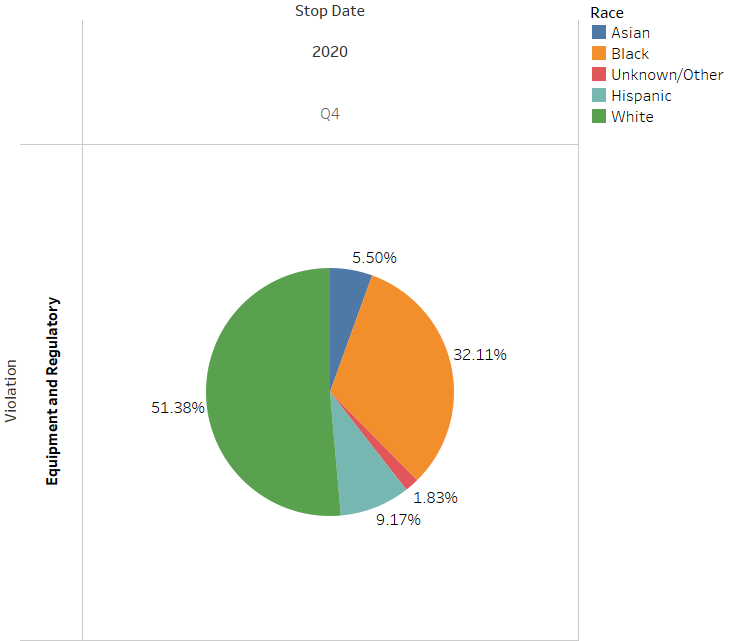 Stop Date
2020
Q4
Race
Asian
Black
Unknown/Other
Hispanic
White
Violation
Equipment and Regulatory
5.50%
32.11%
1.83%
9.17%
51.38%